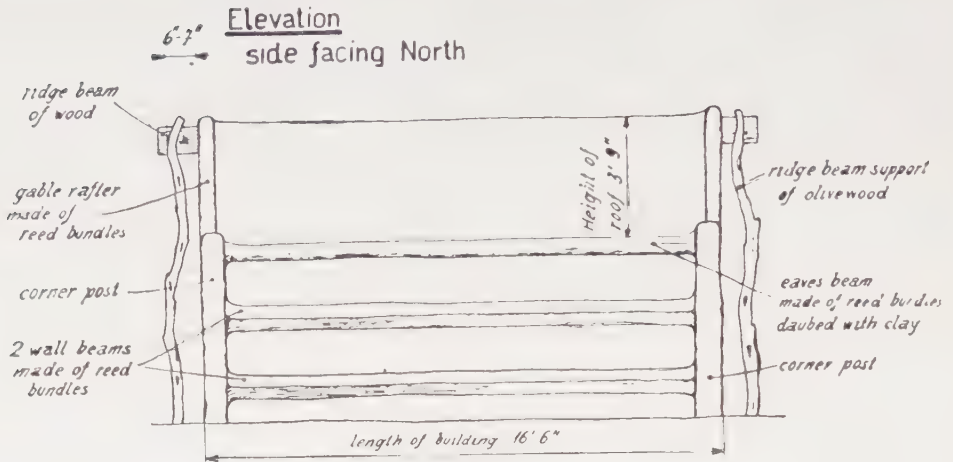 Elevation
6"-7"
side facing North
ridge beam
of wood
gable rafter
made of
reed bundles
corner post
2 wall beams
made of reed
bundles
Height of
roof 3' 9"
ridge beam support
of olivewood
eaves beam
made of reed bundles
daubed with clay
corner post
length of building 16' 6"